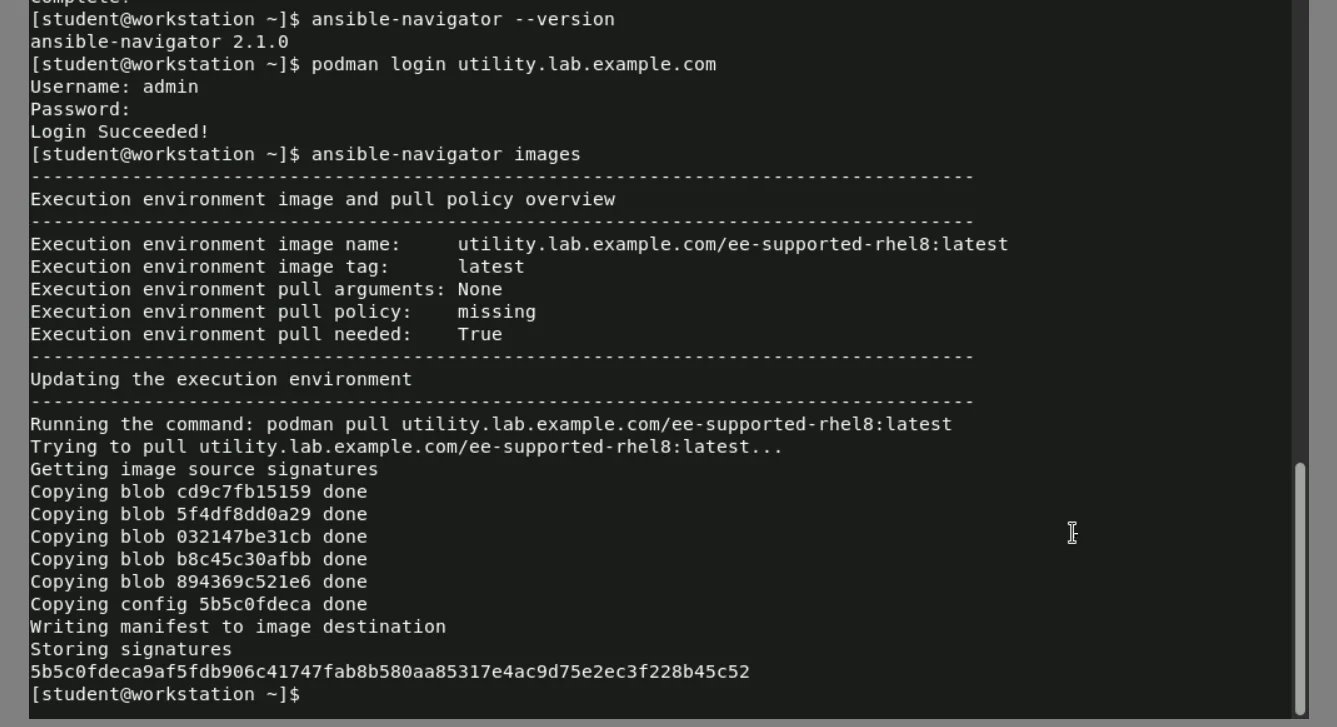 complete!
[student@workstation ~]$ ansible-navigator --version
ansible-navigator 2.1.0
[student@workstation ~]$ podman login utility.lab.example.com
Username: admin
Password:
Login Succeeded!
[student@workstation ~]$ ansible-navigator images
------------------------------------------------------------------------------------
Execution environment image and pull policy overview
------------------------------------------------------------------------------------
Execution environment image name:     utility.lab.example.com/ee-supported-rhel8:latest
Execution environment image tag:      latest
Execution environment pull arguments: None
Execution environment pull policy:    missing
Execution environment pull needed:    True
------------------------------------------------------------------------------------
Updating the execution environment
------------------------------------------------------------------------------------
Running the command: podman pull utility.lab.example.com/ee-supported-rhel8:latest
Trying to pull utility.lab.example.com/ee-supported-rhel8:latest...
Getting image source signatures
Copying blob cd9c7fb15159 done
Copying blob 5f4df8dd0a29 done
Copying blob 032147be31cb done
Copying blob b8c45c30afbb done
Copying blob 894369c521e6 done
Copying config 5b5c0fdeca done
Writing manifest to image destination
Storing signatures
5b5c0fdeca9af5fdb906c41747fab8b580aa85317e4ac9d75e2ec3f228b45c52
[student@workstation ~]$